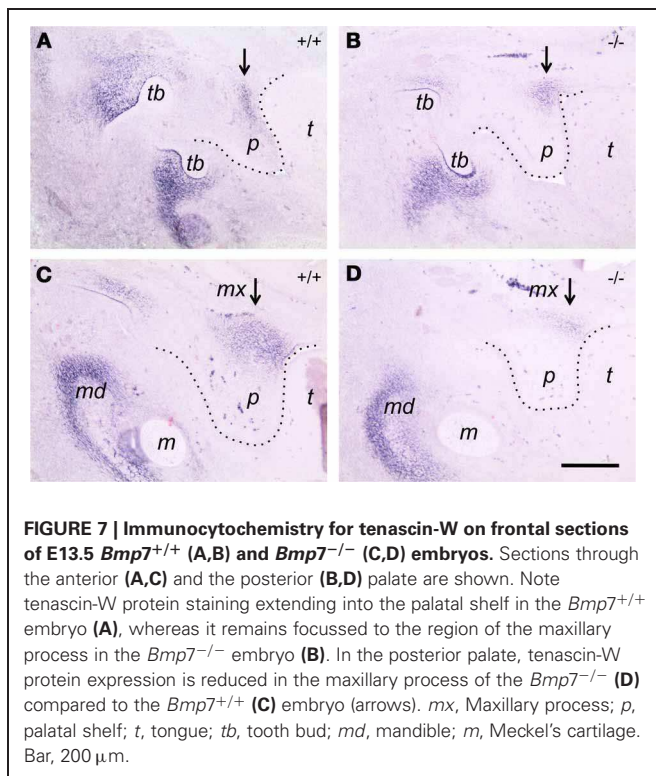 A
+/+
tb
tb
p
t
B
-/-
tb
tb
p
t
C
+/+
mx
md
m
p
t
D
-/-
mx
md
m
p
t
FIGURE 7 | Immunocytochemistry for tenascin-W on frontal sections
of E13.5 Bmp7+/+ (A,B) and Bmp7−/− (C,D) embryos. Sections through
the anterior (A,C) and the posterior (B,D) palate are shown. Note
tenascin-W protein staining extending into the palatal shelf in the Bmp7+/+
embryo (A), whereas it remains focussed to the region of the maxillary
process in the Bmp7−/− embryo (B). In the posterior palate, tenascin-W
protein expression is reduced in the maxillary process of the Bmp7−/− (D)
compared to the Bmp7+/+ (C) embryo (arrows). mx, Maxillary process; p,
palatal shelf; t, tongue; tb, tooth bud; md, mandible; m, Meckel's cartilage.
Bar, 200 μm.